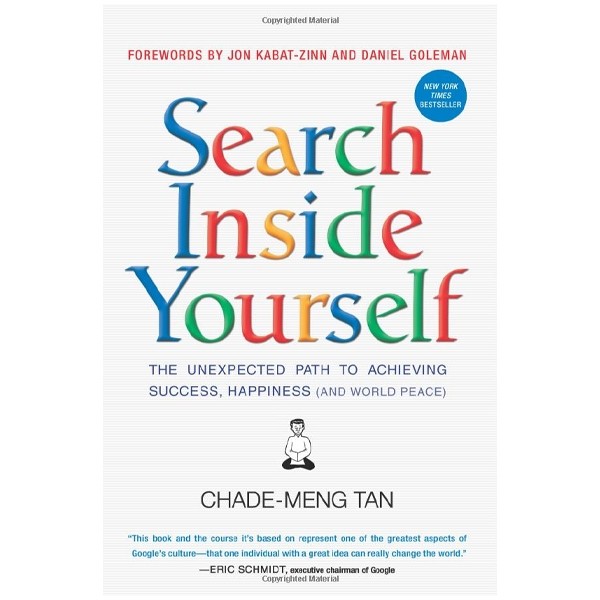 Copyrighted Material
FOREWORDS BY JON KABAT-ZINN AND DANIEL GOLEMAN
NEW YORK
TIMES
BESTSELLER
Search
Inside
Yourself
THE UNEXPECTED PATH TO ACHIEVING
SUCCESS, HAPPINESS (AND WORLD PEACE)
CHADE-MENG TAN
“This book and the course it’s based on represent one of the greatest aspects of
Google’s culture—that one individual with a great idea can really change the world.”
—ERIC SCHMIDT, executive chairman of Google
Copyrighted Material